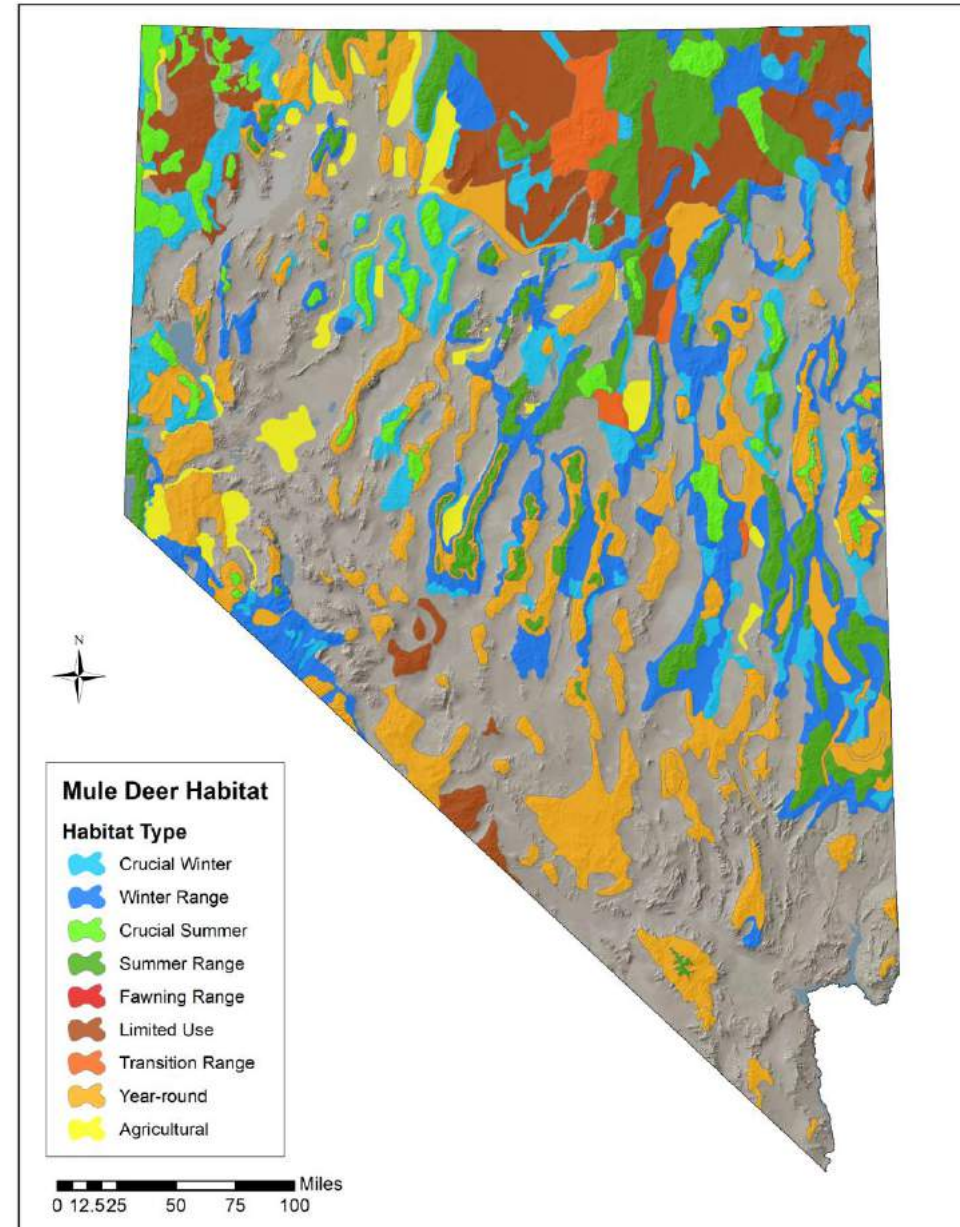 N
Mule Deer Habitat
Habitat Type
Crucial Winter
Winter Range
Crucial Summer
Summer Range
Fawning Range
Limited Use
Transition Range
Year-round
Agricultural
Miles
0 12.525 50 75 100